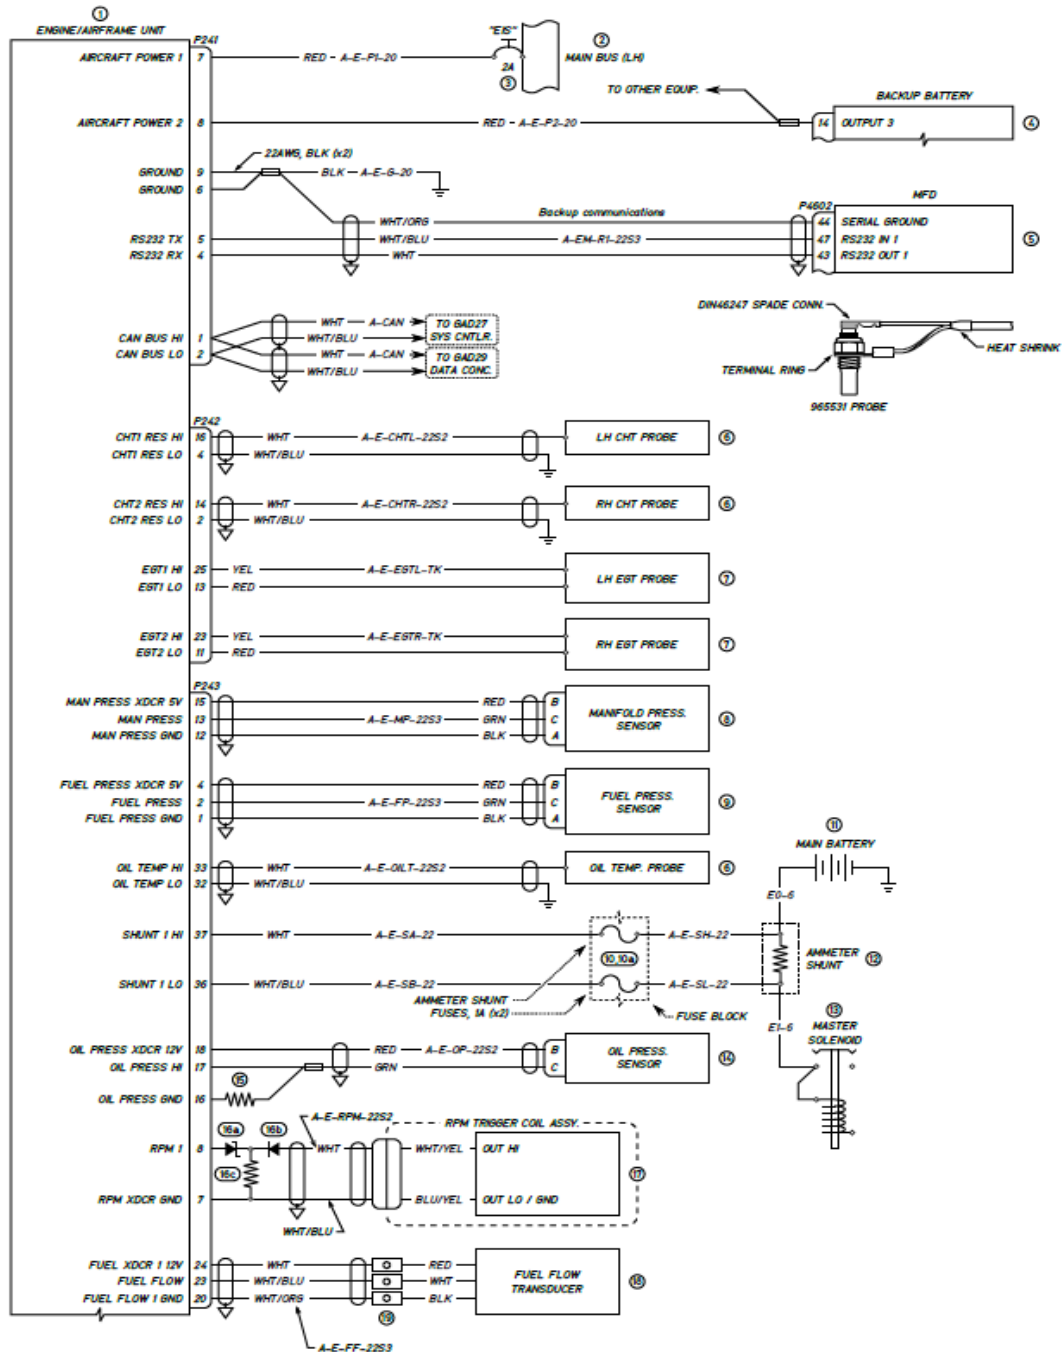 ①
ENGINE/AIRFRAME UNIT
P241
AIRCRAFT POWER 1 7 RED - A-E-P1-20
"EIS"
2A
③
②
MAIN BUS (LH)
TO OTHER EQUIP.
BACKUP BATTERY
AIRCRAFT POWER 2 8 RED - A-E-P2-20 14 OUTPUT 3 ④
22AWG, BLK (x2)
GROUND 9 BLK - A-E-G-20
GROUND 6
P4602 MFD
WHT/ORG Backup communications 44 SERIAL GROUND
RS232 TX 5 WHT/BLU A-EM-R1-22S3 47 RS232 IN 1 ⑤
RS232 RX 4 WHT 43 RS232 OUT 1
DIN46247 SPADE CONN.
HEAT SHRINK
TERMINAL RING
965531 PROBE
WHT A-CAN TO GAD27
CAN BUS HI 1 WHT/BLU SYS CNTLR.
CAN BUS LO 2 WHT A-CAN TO GAD29
WHT/BLU DATA CONC.
P242
CHT1 RES HI 16 WHT A-E-CHTL-22S2 LH CHT PROBE ⑥
CHT1 RES LO 4 WHT/BLU
CHT2 RES HI 14 WHT A-E-CHTR-22S2 RH CHT PROBE ⑥
CHT2 RES LO 2 WHT/BLU
EGT1 HI 25 YEL A-E-EGTL-TK LH EGT PROBE ⑦
EGT1 LO 13 RED
EGT2 HI 23 YEL A-E-EGTR-TK RH EGT PROBE ⑦
EGT2 LO 11 RED
P243
MAN PRESS XDCR 5V 15 RED B
MAN PRESS 13 A-E-MP-22S3 GRN C MANIFOLD PRESS. SENSOR ⑧
MAN PRESS GND 12 BLK A
FUEL PRESS XDCR 5V 4 RED B
FUEL PRESS 2 A-E-FP-22S3 GRN C FUEL PRESS. SENSOR ⑨
FUEL PRESS GND 1 BLK A
OIL TEMP HI 33 WHT A-E-OILT-22S2 OIL TEMP. PROBE ⑥
OIL TEMP LO 32 WHT/BLU
⑪
MAIN BATTERY
E0-6
SHUNT 1 HI 37 WHT A-E-SA-22 A-E-SH-22
10,10a
AMMETER SHUNT ⑫
SHUNT 1 LO 36 WHT/BLU A-E-SB-22 A-E-SL-22
AMMETER SHUNT
FUSES, 1A (x2)
FUSE BLOCK
E1-6
⑬
MASTER
SOLENOID
OIL PRESS XDCR 12V 18 RED A-E-OP-22S2 B
OIL PRESS HI 17 GRN C OIL PRESS. SENSOR ⑭
⑮
OIL PRESS GND 16
A-E-RPM-22S2
RPM TRIGGER COIL ASSY.
16a 16b
RPM 1 8 WHT WHT/YEL OUT HI
16c ⑰
RPM XDCR GND 7 BLU/YEL OUT LO / GND
WHT/BLU
FUEL XDCR 1 12V 24 WHT RED
FUEL FLOW 23 WHT/BLU WHT FUEL FLOW TRANSDUCER ⑱
FUEL FLOW 1 GND 20 WHT/ORG BLK
⑲
A-E-FF-22S3